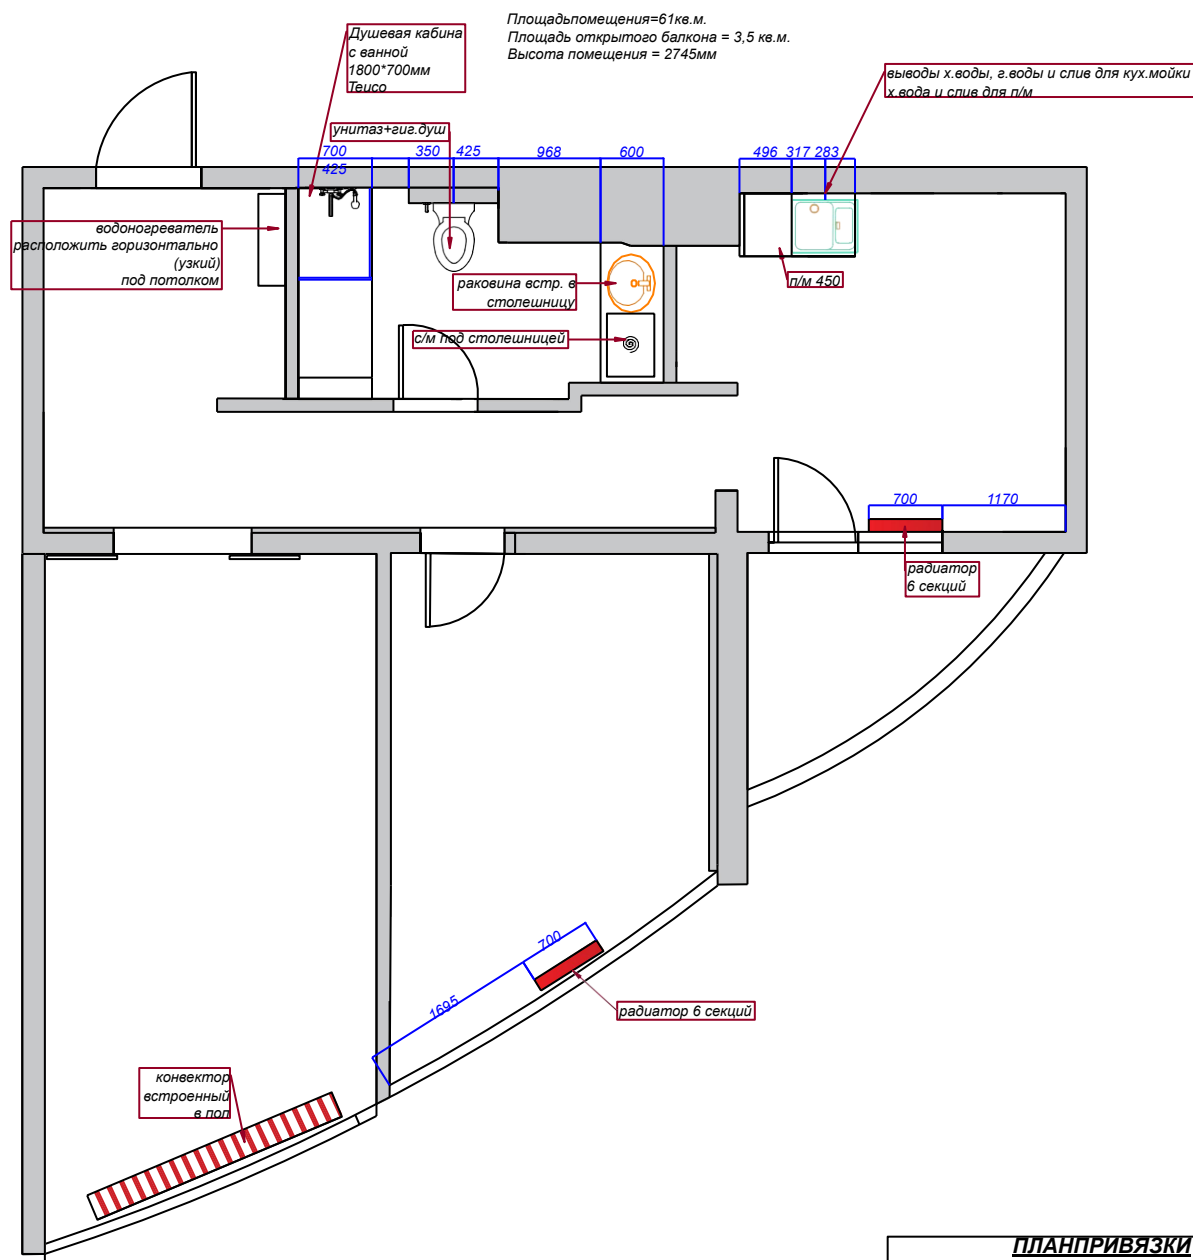 Площадьпомещения=61кв.м.
Площадь открытого балкона = 3,5 кв.м.
Высота помещения = 2745мм
Душевая кабина
с ванной
1800*700мм
Теисо
выводы х.воды, г.воды и слив для кух.мойки
х.вода и слив для п/м
унитаз+гиг.душ
700
350
425
968
600
496
317
283
425
водоногреватель
расположить горизонтально
(узкий)
под потолком
раковина встр. в
столешницу
п/м 450
с/м под столешницей
700
1170
радиатор
6 секций
700
1695
радиатор 6 секций
конвектор
встроенный
в пол
ПЛАНПРИВЯЗКИ